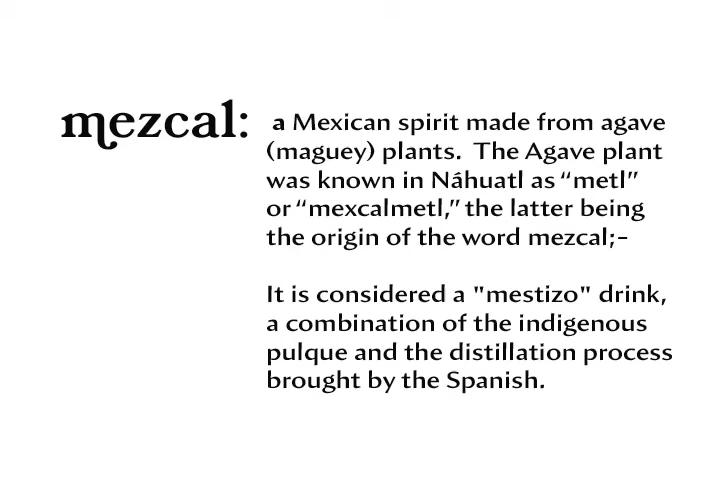 mezcal: a Mexican spirit made from agave
(maguey) plants. The Agave plant
was known in Náhuatl as “metl”
or “mexcalmetl,” the latter being
the origin of the word mezcal;-
It is considered a "mestizo" drink,
a combination of the indigenous
pulque and the distillation process
brought by the Spanish.